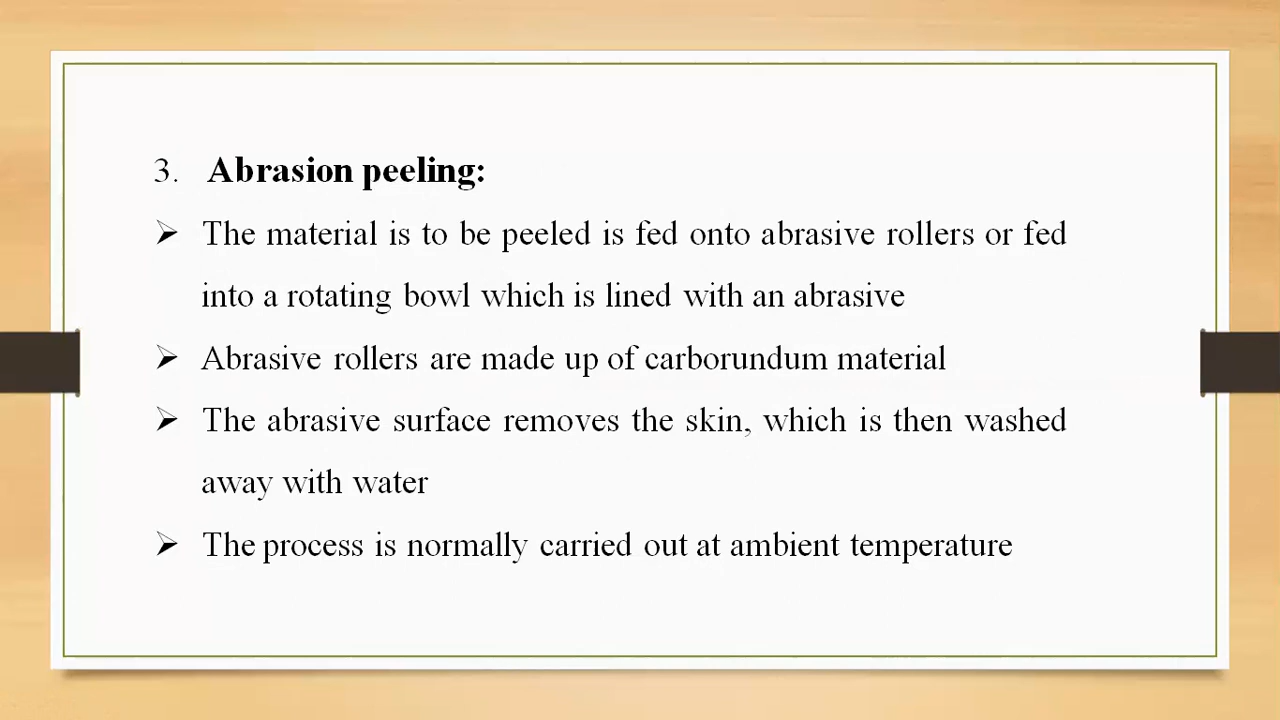 3. Abrasion peeling:
➢ The material is to be peeled is fed onto abrasive rollers or fed
into a rotating bowl which is lined with an abrasive
➢ Abrasive rollers are made up of carborundum material
➢ The abrasive surface removes the skin, which is then washed
away with water
➢ The process is normally carried out at ambient temperature